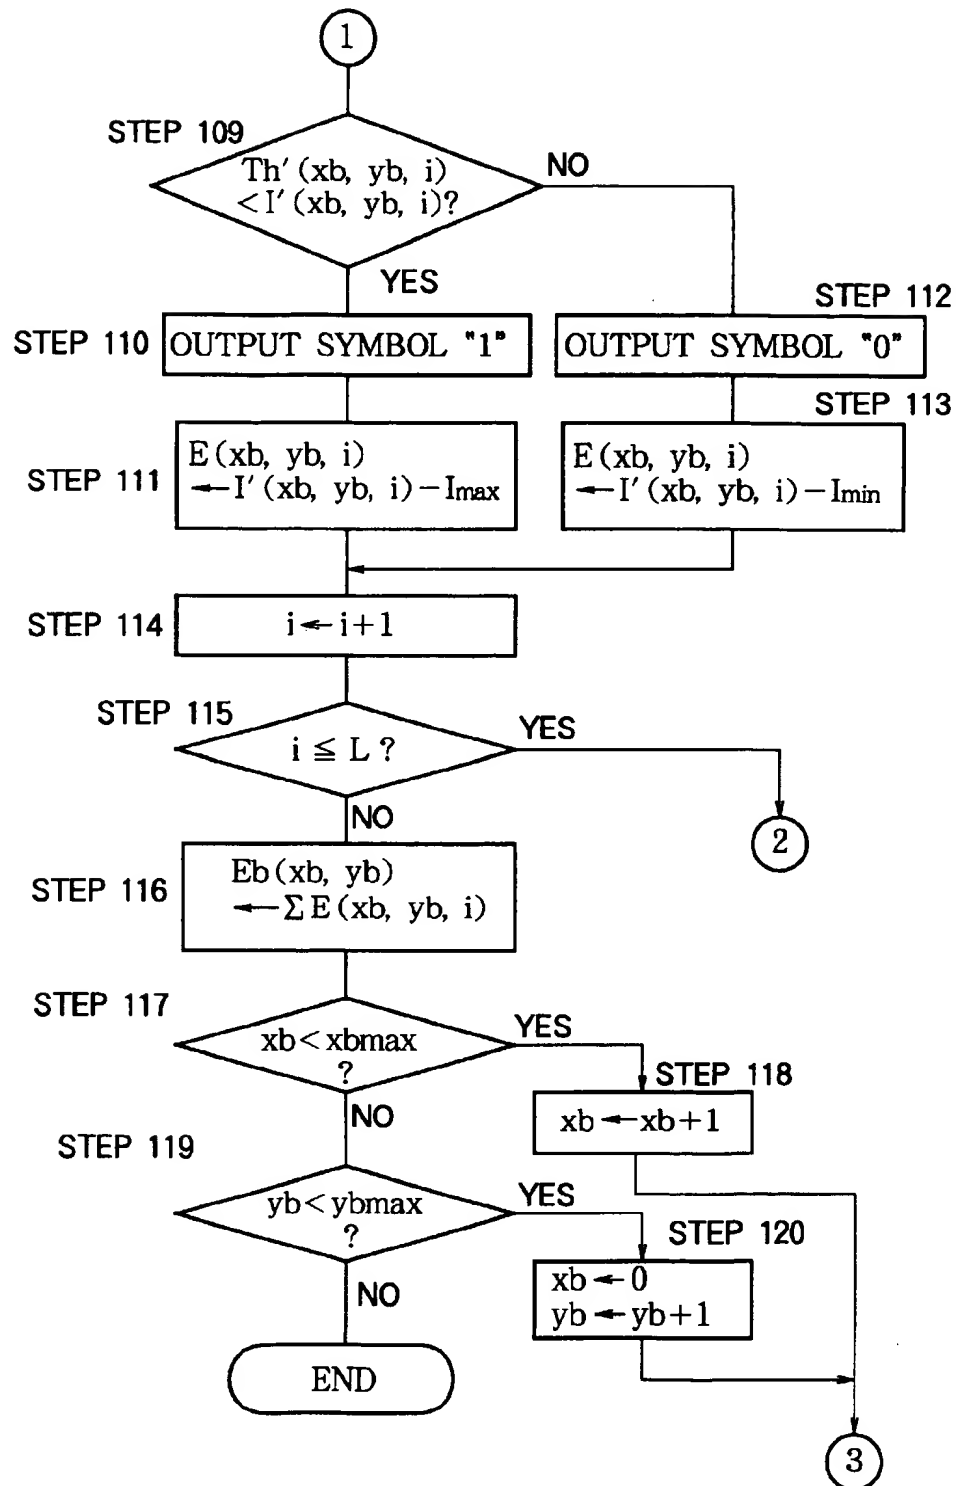 1
STEP 109
Th′(xb, yb, i)
<I′(xb, yb, i)?
NO
YES
STEP 112
STEP 110
OUTPUT SYMBOL "1"
OUTPUT SYMBOL "0"
STEP 113
STEP 111
E(xb, yb, i)
←I′(xb, yb, i)−Imax
E(xb, yb, i)
←I′(xb, yb, i)−Imin
STEP 114
i←i+1
STEP 115
i ≦ L ?
YES
NO
2
STEP 116
Eb(xb, yb)
←ΣE(xb, yb, i)
STEP 117
xb<xbmax
?
YES
NO
STEP 118
xb←xb+1
STEP 119
yb<ybmax
?
YES
NO
STEP 120
xb←0
yb←yb+1
END
3